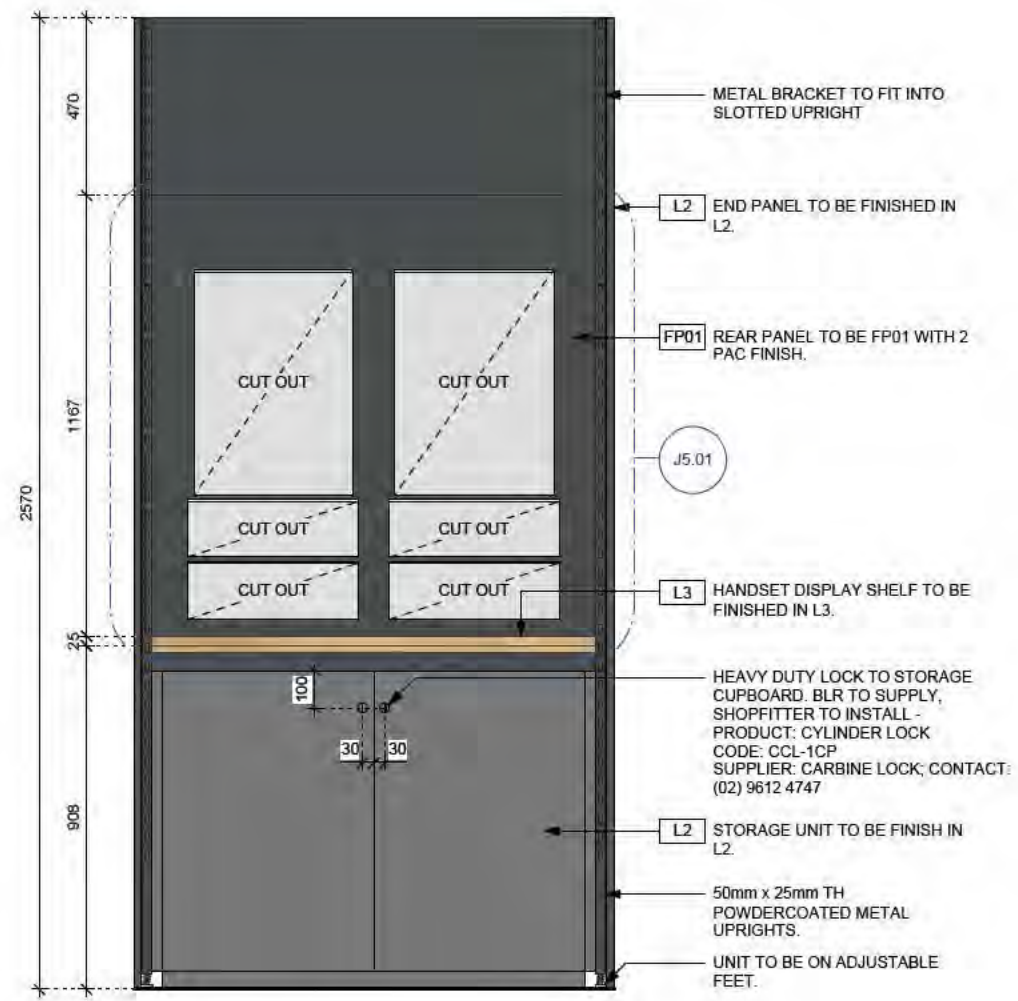 2570
470
1167
25
908
METAL BRACKET TO FIT INTO
SLOTTED UPRIGHT
L2 END PANEL TO BE FINISHED IN
L2.
FP01 REAR PANEL TO BE FP01 WITH 2
PAC FINISH.
CUT OUT CUT OUT
J5.01
CUT OUT CUT OUT
CUT OUT CUT OUT
L3 HANDSET DISPLAY SHELF TO BE
FINISHED IN L3.
100
30 30
HEAVY DUTY LOCK TO STORAGE
CUPBOARD. BLR TO SUPPLY,
SHOPFITTER TO INSTALL -
PRODUCT: CYLINDER LOCK
CODE: CCL-1CP
SUPPLIER: CARBINE LOCK; CONTACT:
(02) 9612 4747
L2 STORAGE UNIT TO BE FINISH IN
L2.
50mm x 25mm TH
POWDERCOATED METAL
UPRIGHTS.
UNIT TO BE ON ADJUSTABLE
FEET.